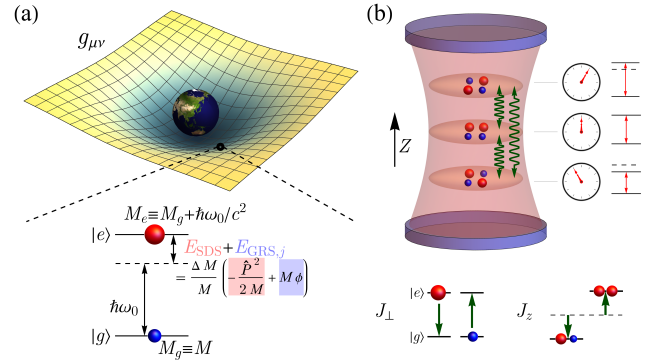 (a)
g_{μν}
M_e≡M_g+ħω_0/c^2
|e⟩
E_SDS+E_GRS,j
= ΔM/M (−P̂^2/2M + Mϕ)
ħω_0
|g⟩
M_g≡M
(b)
Z
J_⊥
|e⟩
|g⟩
J_z